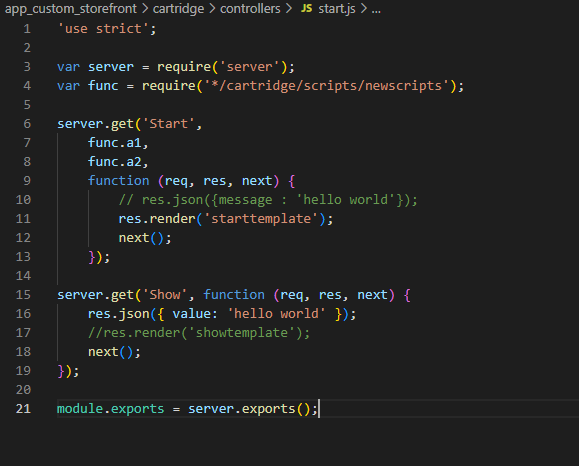 app_custom_storefront > cartridge > controllers > JS start.js > ...
1 'use strict';
2
3 var server = require('server');
4 var func = require('*/cartridge/scripts/newscripts');
5
6 server.get('Start',
7     func.a1,
8     func.a2,
9     function (req, res, next) {
10         // res.json({message : 'hello world'});
11         res.render('starttemplate');
12         next();
13     });
14
15 server.get('Show', function (req, res, next) {
16     res.json({ value: 'hello world' });
17     //res.render('showtemplate');
18     next();
19 });
20
21 module.exports = server.exports();